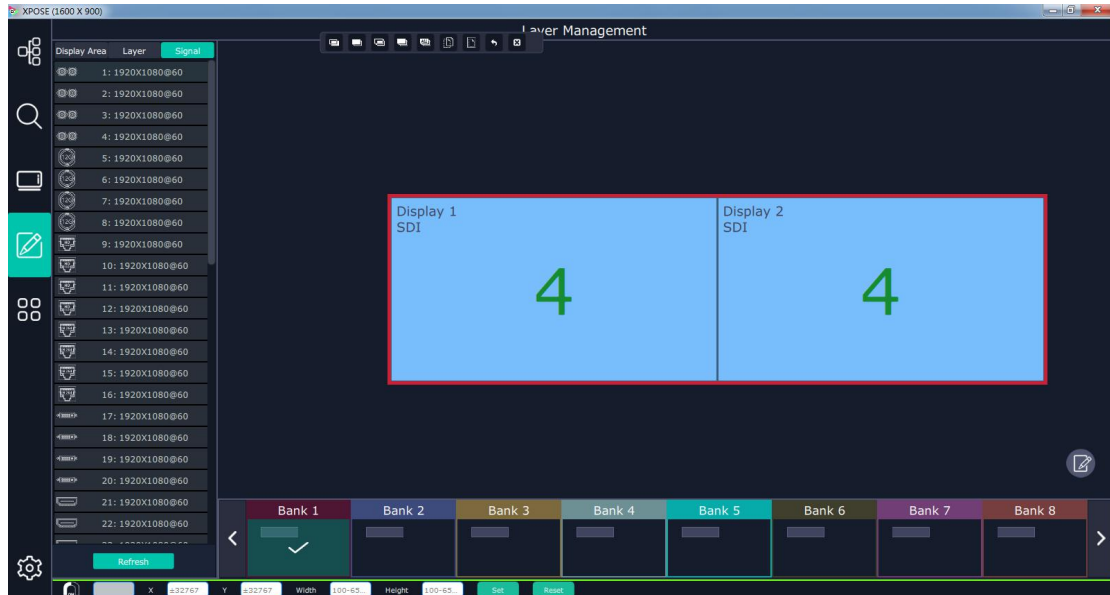 XPOSE (1600 X 900)
Layer Management
Display Area Layer Signal
1: 1920X1080@60
2: 1920X1080@60
3: 1920X1080@60
4: 1920X1080@60
5: 1920X1080@60
6: 1920X1080@60
7: 1920X1080@60
8: 1920X1080@60
9: 1920X1080@60
10: 1920X1080@60
11: 1920X1080@60
12: 1920X1080@60
13: 1920X1080@60
14: 1920X1080@60
15: 1920X1080@60
16: 1920X1080@60
17: 1920X1080@60
18: 1920X1080@60
19: 1920X1080@60
20: 1920X1080@60
21: 1920X1080@60
22: 1920X1080@60
Refresh
Display 1
SDI
4
Display 2
SDI
4
Bank 1 Bank 2 Bank 3 Bank 4 Bank 5 Bank 6 Bank 7 Bank 8
X ±32767 Y ±32767 Width 100-65... Height 100-65... Set Reset